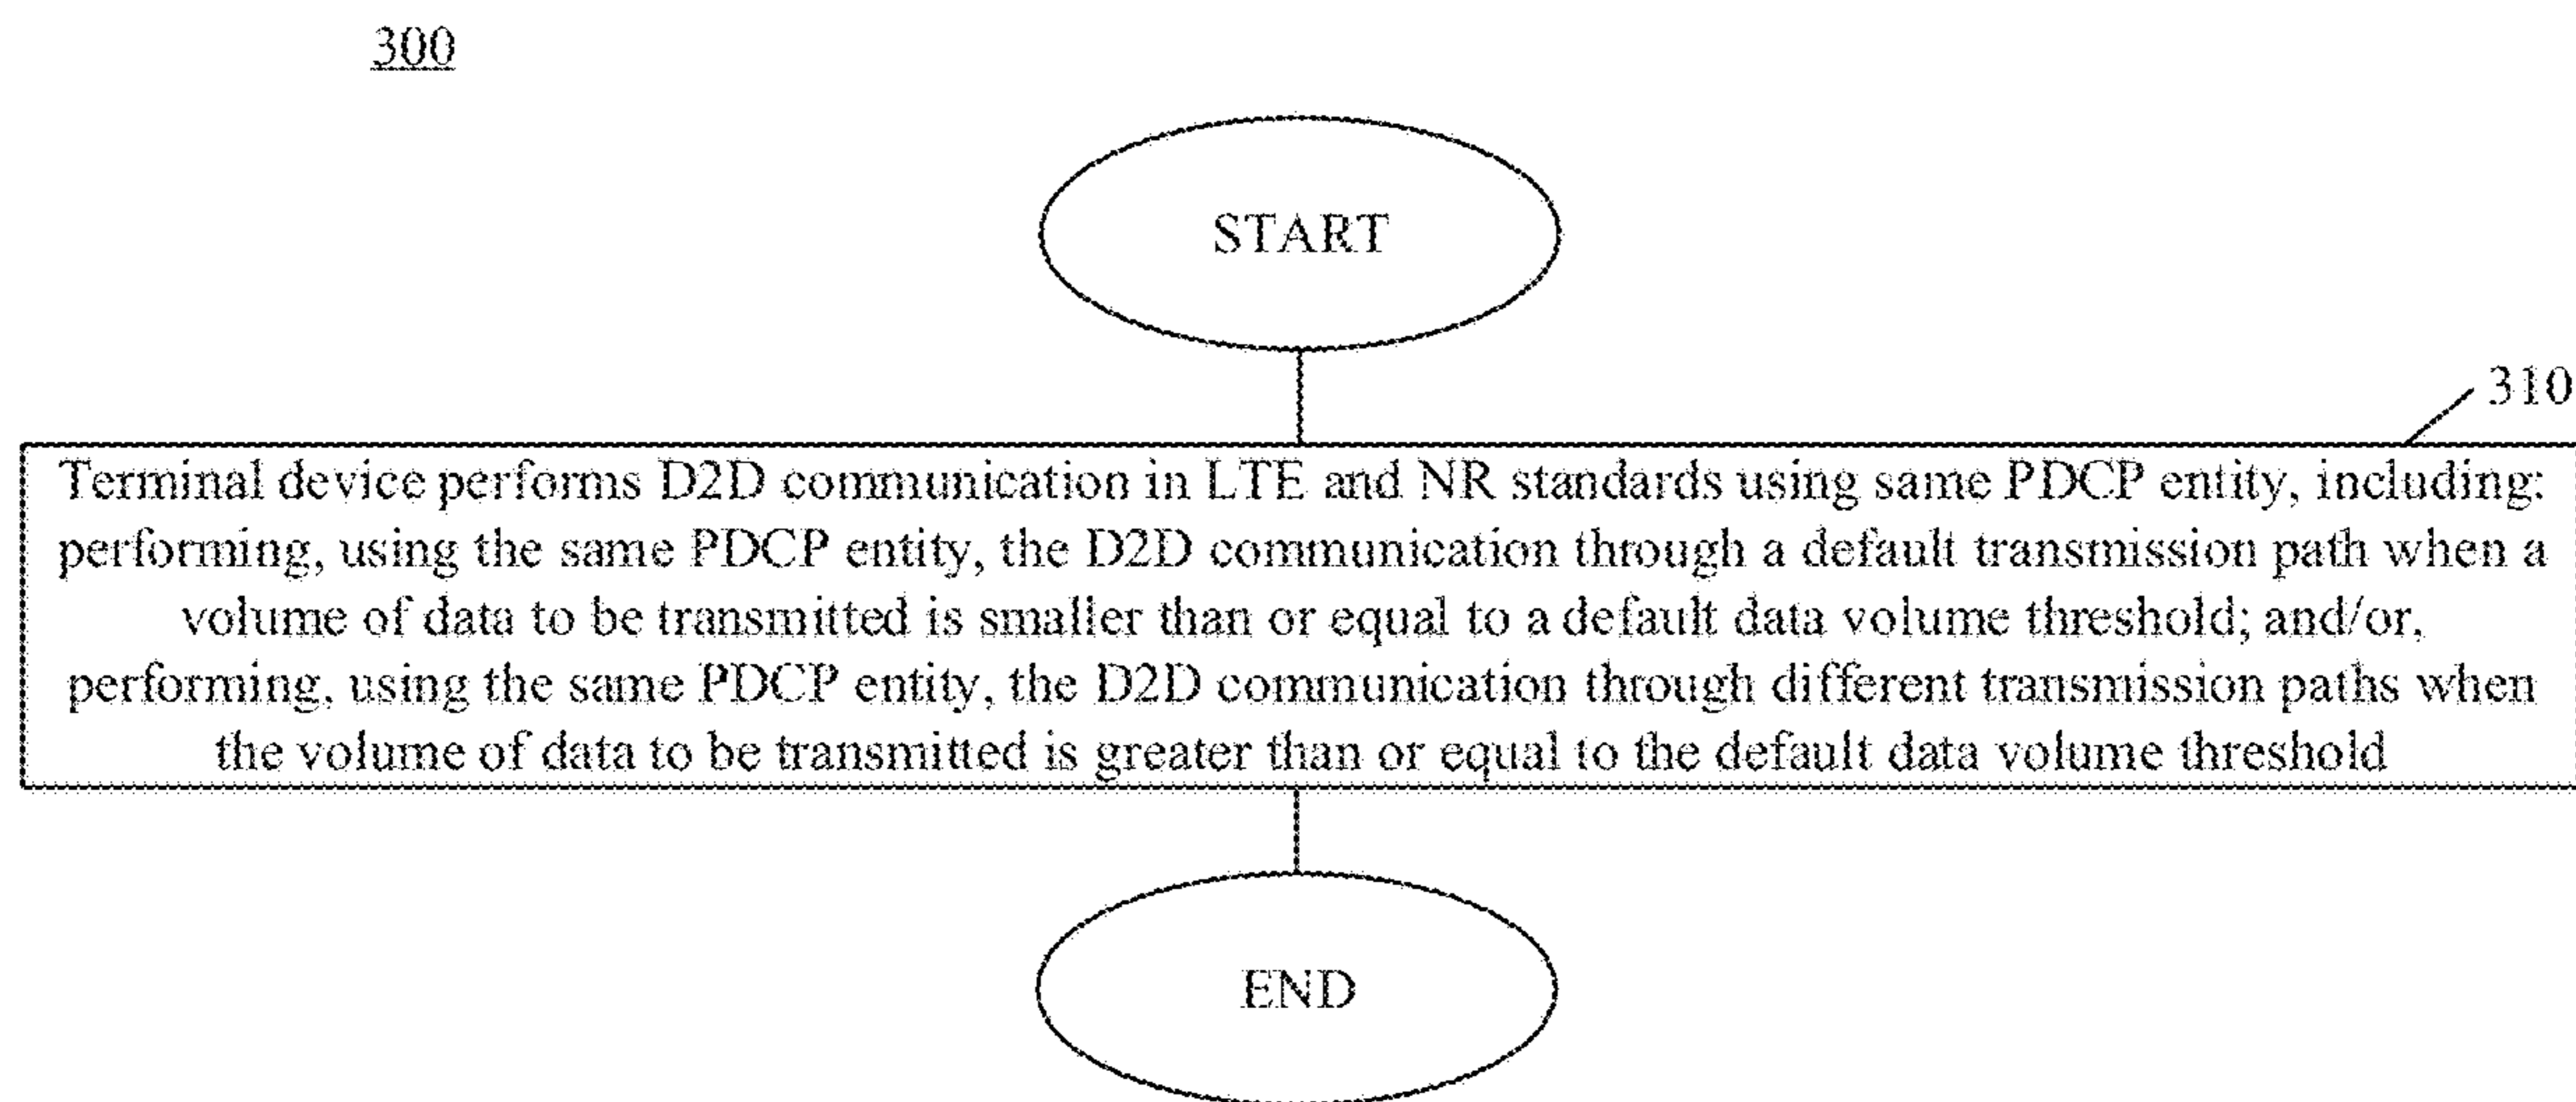 300
START
310
Terminal device performs D2D communication in LTE and NR standards using same PDCP entity, including:
performing, using the same PDCP entity, the D2D communication through a default transmission path when a
volume of data to be transmitted is smaller than or equal to a default data volume threshold; and/or,
performing, using the same PDCP entity, the D2D communication through different transmission paths when
the volume of data to be transmitted is greater than or equal to the default data volume threshold
END